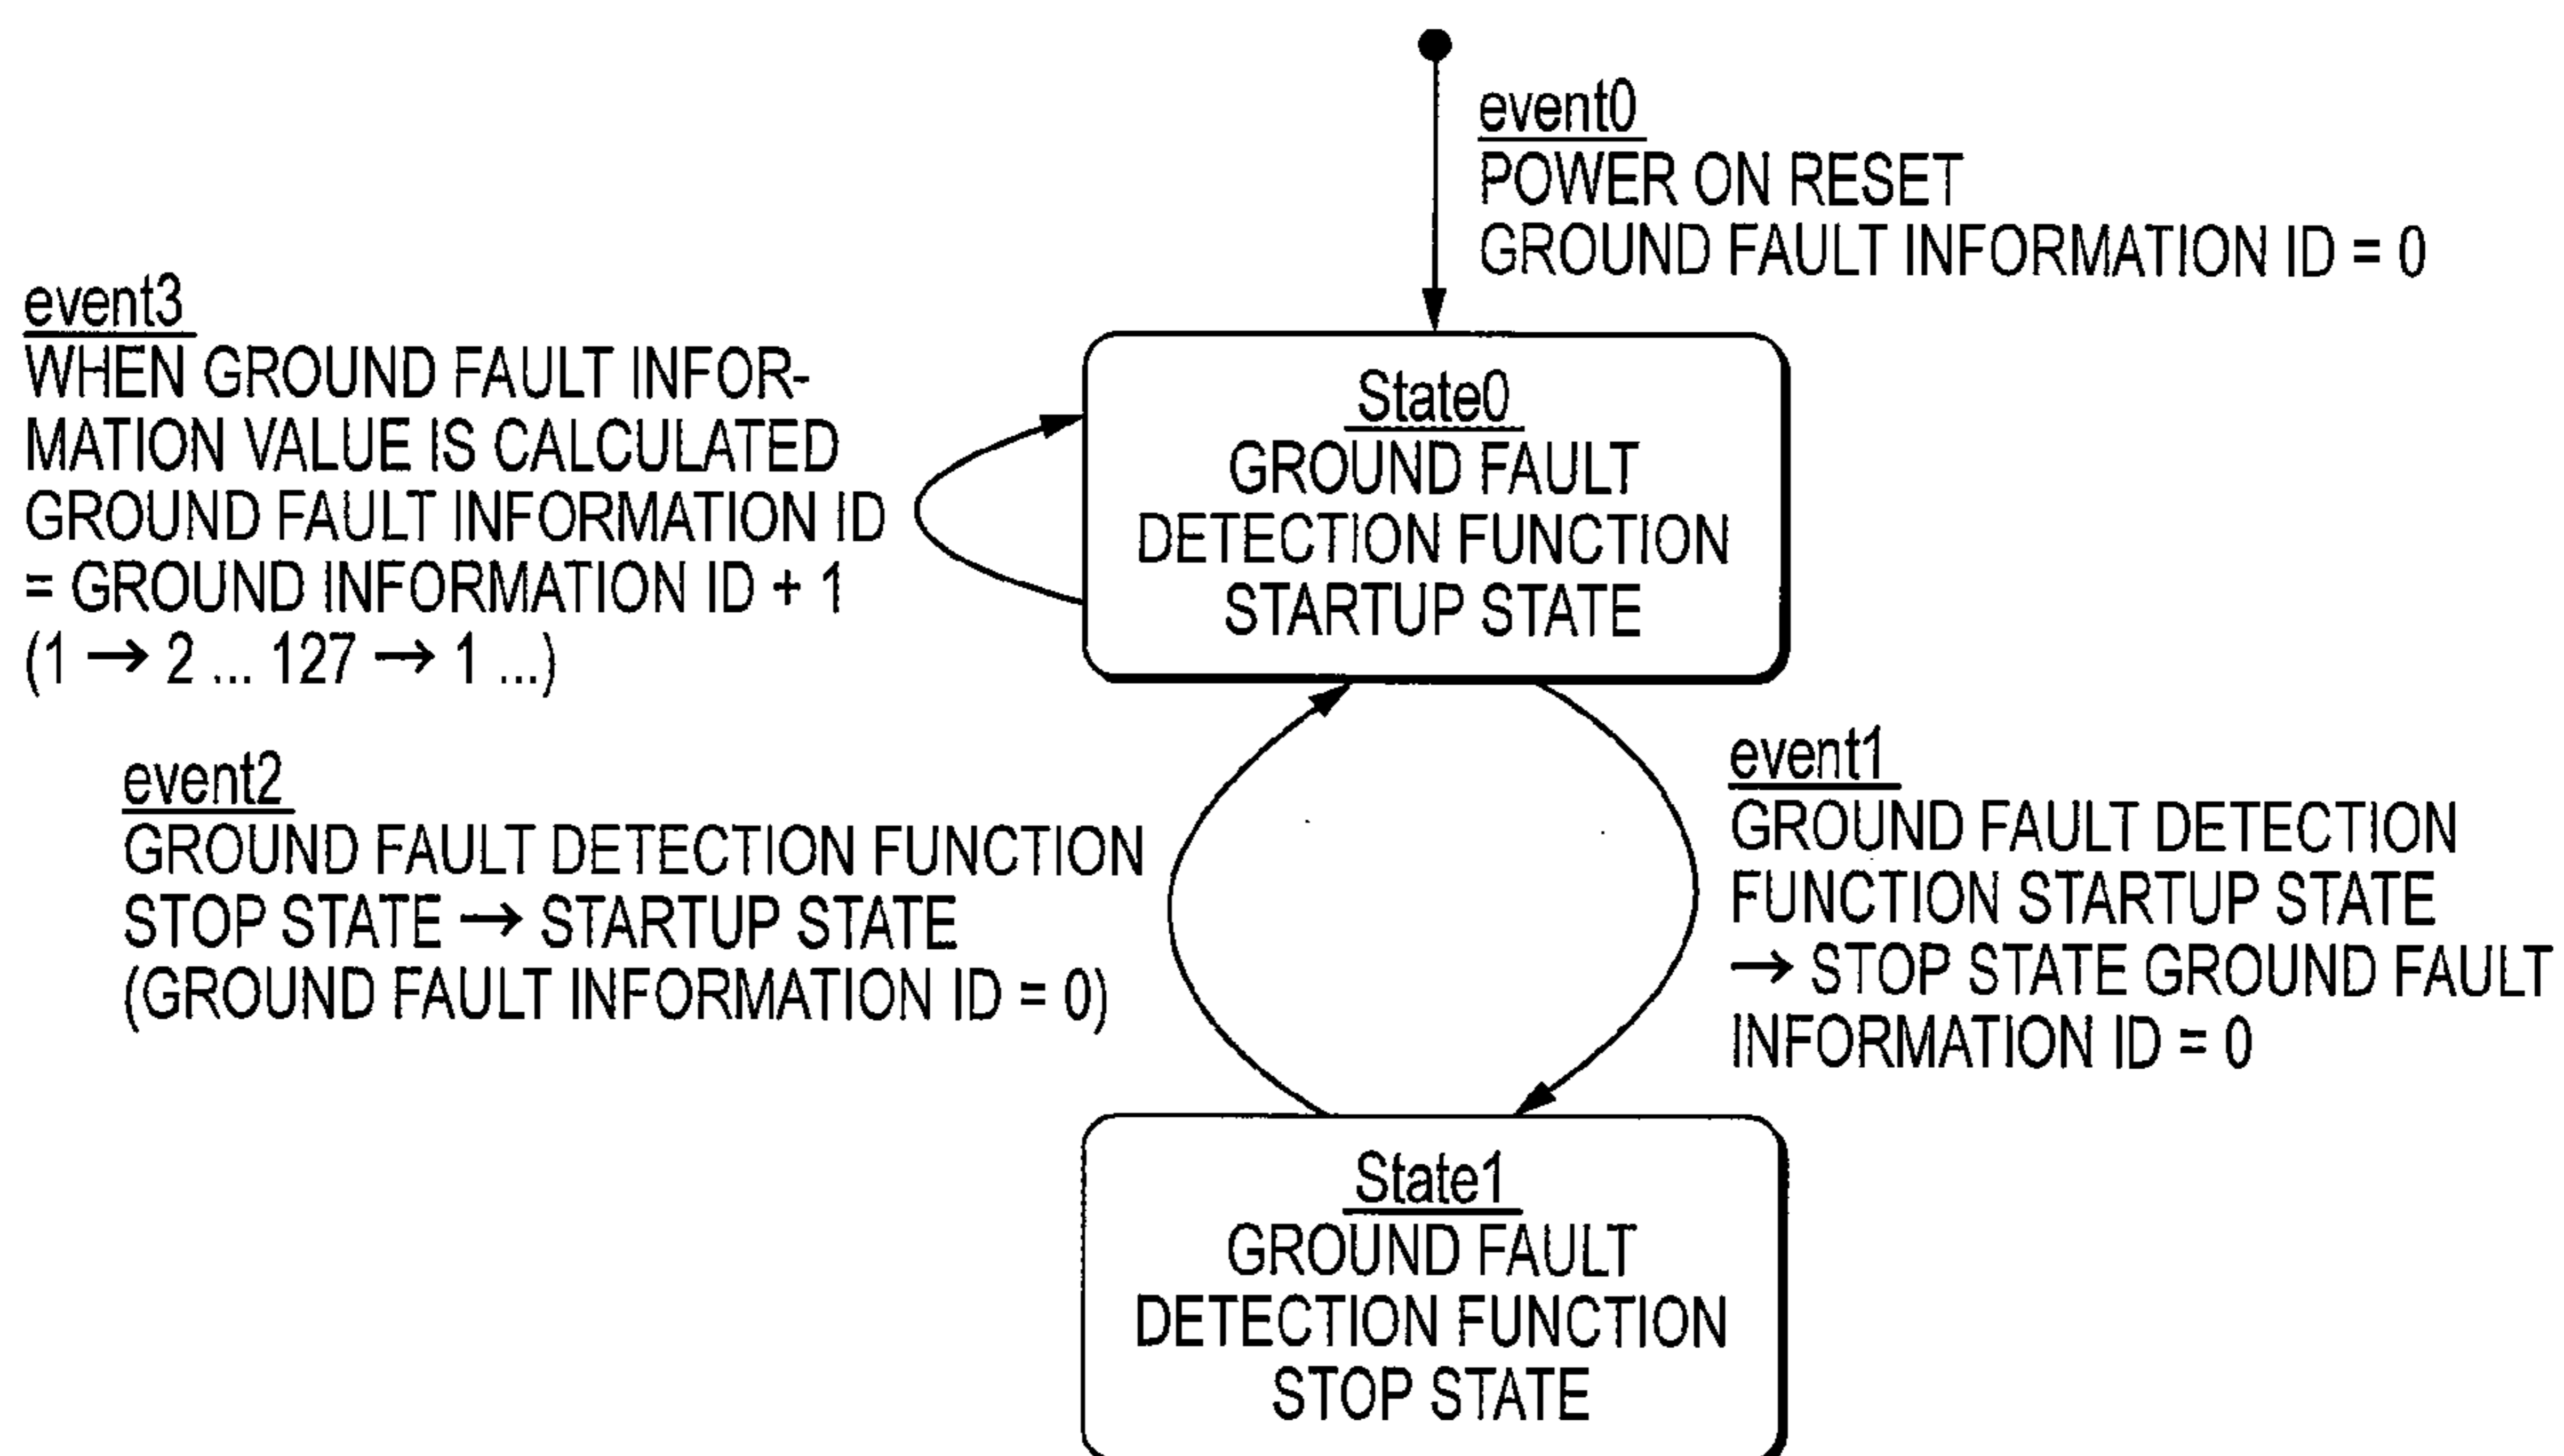 event0
POWER ON RESET
GROUND FAULT INFORMATION ID = 0
event3
WHEN GROUND FAULT INFOR-
MATION VALUE IS CALCULATED
GROUND FAULT INFORMATION ID
= GROUND INFORMATION ID + 1
(1 → 2 ... 127 → 1 ...)
State0
GROUND FAULT
DETECTION FUNCTION
STARTUP STATE
event2
GROUND FAULT DETECTION FUNCTION
STOP STATE → STARTUP STATE
(GROUND FAULT INFORMATION ID = 0)
event1
GROUND FAULT DETECTION
FUNCTION STARTUP STATE
→ STOP STATE GROUND FAULT
INFORMATION ID = 0
State1
GROUND FAULT
DETECTION FUNCTION
STOP STATE